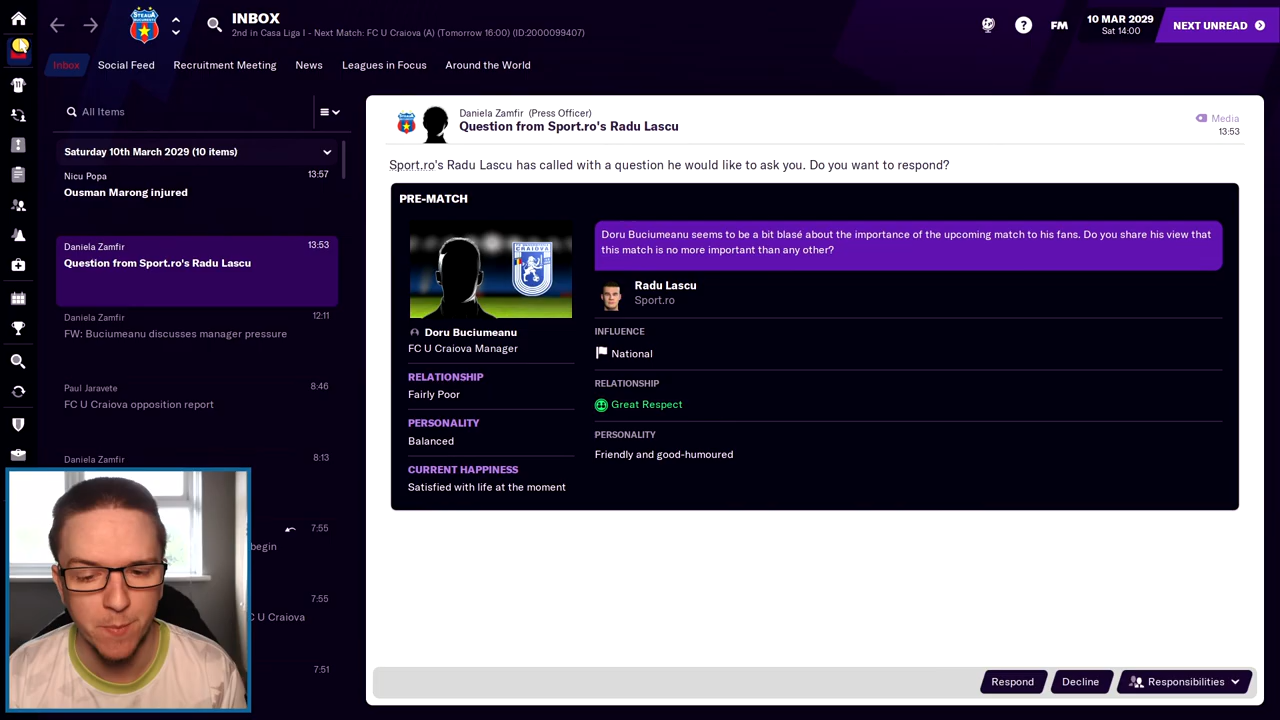 STEAUA
BUCURESTI
INBOX
2nd in Casa Liga I - Next Match: FC U Craiova (A) (Tomorrow 16:00) (ID:2000099407)
FM
10 MAR 2029
Sat 14:00
NEXT UNREAD
Inbox
Social Feed
Recruitment Meeting
News
Leagues in Focus
Around the World
All Items
Saturday 10th March 2029 (10 items)
Nicu Popa
13:57
Ousman Marong injured
Daniela Zamfir
13:53
Question from Sport.ro's Radu Lascu
Daniela Zamfir
12:11
FW: Buciumeanu discusses manager pressure
Paul Jaravete
8:46
FC U Craiova opposition report
Daniela Zamfir
8:13
7:55
begin
7:55
C U Craiova
7:51
Daniela Zamfir (Press Officer)
Question from Sport.ro's Radu Lascu
Media
13:53
Sport.ro's Radu Lascu has called with a question he would like to ask you. Do you want to respond?
PRE-MATCH
CRAIOVA
Doru Buciumeanu
FC U Craiova Manager
RELATIONSHIP
Fairly Poor
PERSONALITY
Balanced
CURRENT HAPPINESS
Satisfied with life at the moment
Doru Buciumeanu seems to be a bit blasé about the importance of the upcoming match to his fans. Do you share his view that
this match is no more important than any other?
Radu Lascu
Sport.ro
INFLUENCE
National
RELATIONSHIP
Great Respect
PERSONALITY
Friendly and good-humoured
Respond
Decline
Responsibilities